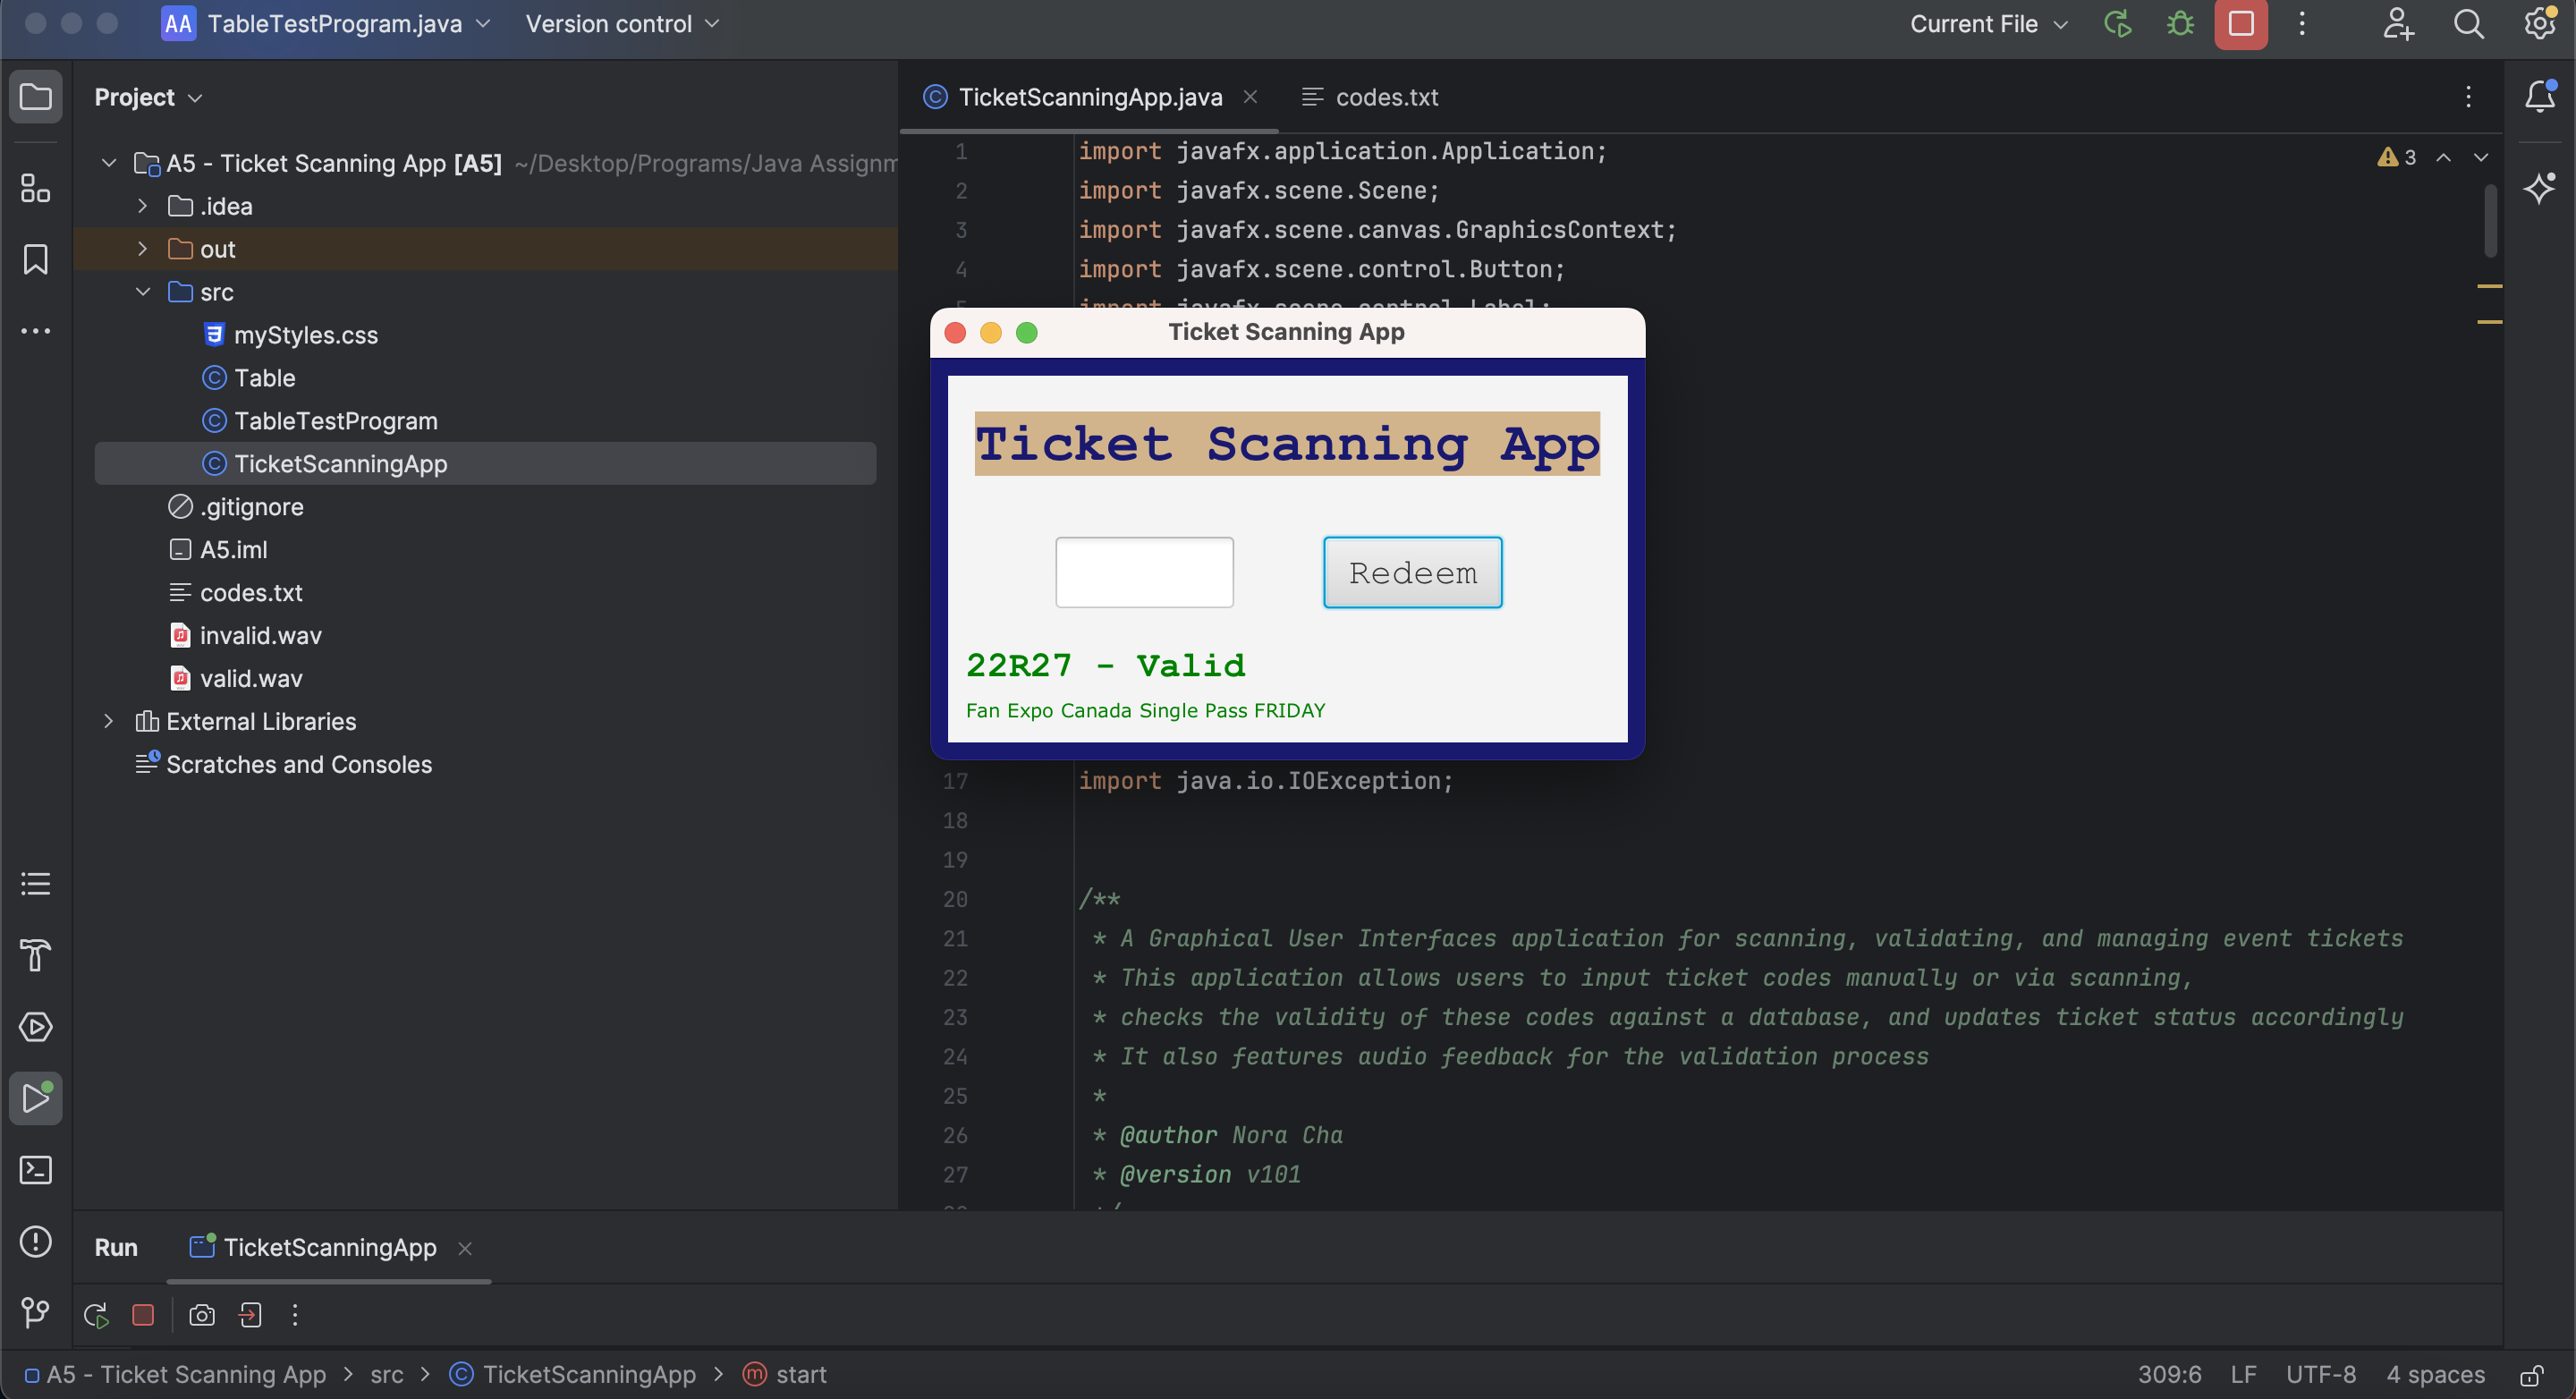 AA TableTestProgram.java Version control Current File
Project
A5 - Ticket Scanning App [A5] ~/Desktop/Programs/Java Assignm
.idea
out
src
myStyles.css
Table
TableTestProgram
TicketScanningApp
.gitignore
A5.iml
codes.txt
invalid.wav
valid.wav
External Libraries
Scratches and Consoles
TicketScanningApp.java codes.txt
3
1 import javafx.application.Application;
2 import javafx.scene.Scene;
3 import javafx.scene.canvas.GraphicsContext;
4 import javafx.scene.control.Button;
5 import javafx.scene.control.Label;
Ticket Scanning App
Ticket Scanning App
Redeem
22R27 - Valid
Fan Expo Canada Single Pass FRIDAY
17 import java.io.IOException;
18
19
20 /**
21 * A Graphical User Interfaces application for scanning, validating, and managing event tickets
22 * This application allows users to input ticket codes manually or via scanning,
23 * checks the validity of these codes against a database, and updates ticket status accordingly
24 * It also features audio feedback for the validation process
25 *
26 * @author Nora Cha
27 * @version v101
Run TicketScanningApp
A5 - Ticket Scanning App > src > TicketScanningApp > start 309:6 LF UTF-8 4 spaces